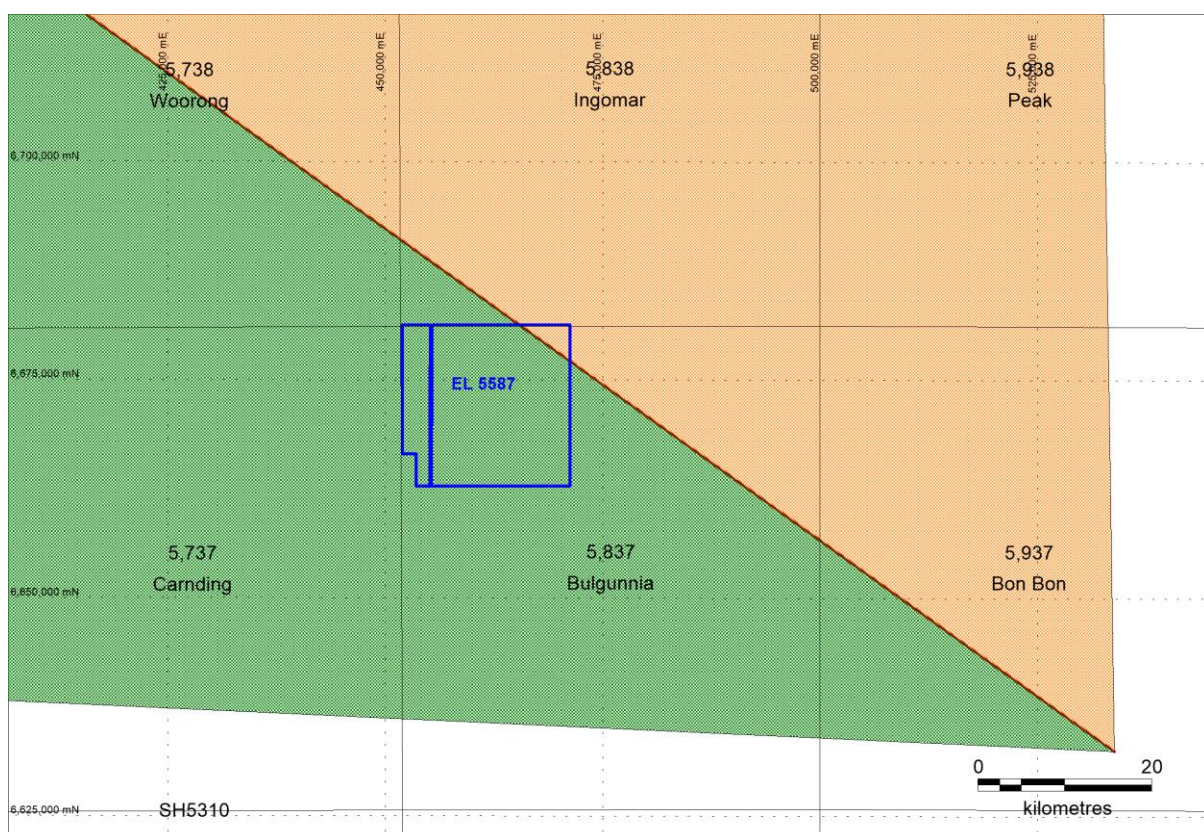 425,000 mE
450,000 mE
475,000 mE
500,000 mE
525,000 mE
5,738
Woorong
5,838
Ingomar
5,938
Peak
6,700,000 mN
6,675,000 mN
EL 5587
5,737
Carnding
5,837
Bulgunnia
5,937
Bon Bon
6,650,000 mN
0 20
kilometres
6,625,000 mN
SH5310